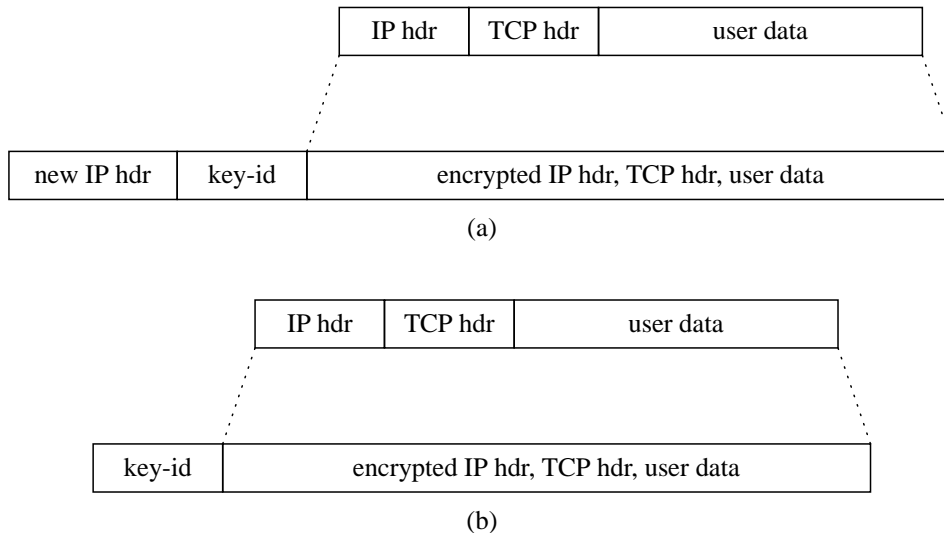 IP hdr TCP hdr user data
new IP hdr key-id encrypted IP hdr, TCP hdr, user data
(a)
IP hdr TCP hdr user data
key-id encrypted IP hdr, TCP hdr, user data
(b)